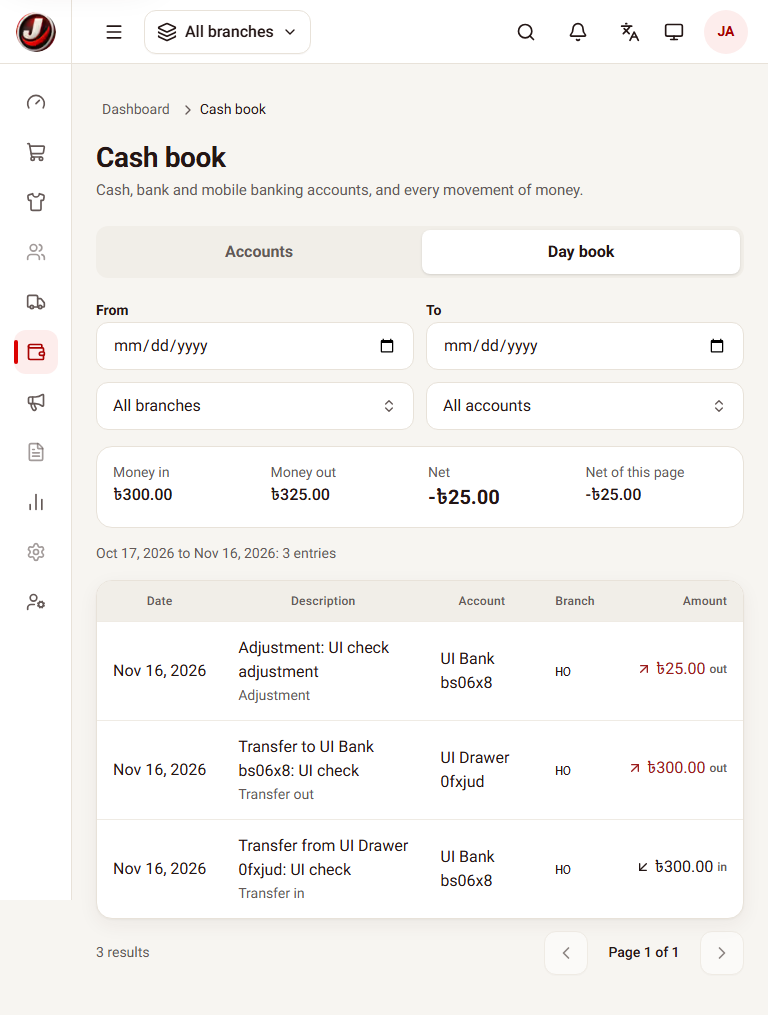 J
All branches
JA
Dashboard
Cash book
Cash book
Cash, bank and mobile banking accounts, and every movement of money.
Accounts
Day book
From
To
mm/dd/yyyy
mm/dd/yyyy
All branches
All accounts
Money in
Money out
Net
Net of this page
৳300.00
৳325.00
-৳25.00
-৳25.00
Oct 17, 2026 to Nov 16, 2026: 3 entries
Date Description Account Branch Amount
Adjustment: UI check
adjustment
Adjustment
Nov 16, 2026
UI Bank
bs06x8
HO
৳25.00 out
Transfer to UI Bank
bs06x8: UI check
Transfer out
Nov 16, 2026
UI Drawer
0fxjud
HO
৳300.00 out
Transfer from UI Drawer
0fxjud: UI check
Transfer in
Nov 16, 2026
UI Bank
bs06x8
HO
৳300.00 in
3 results
Page 1 of 1